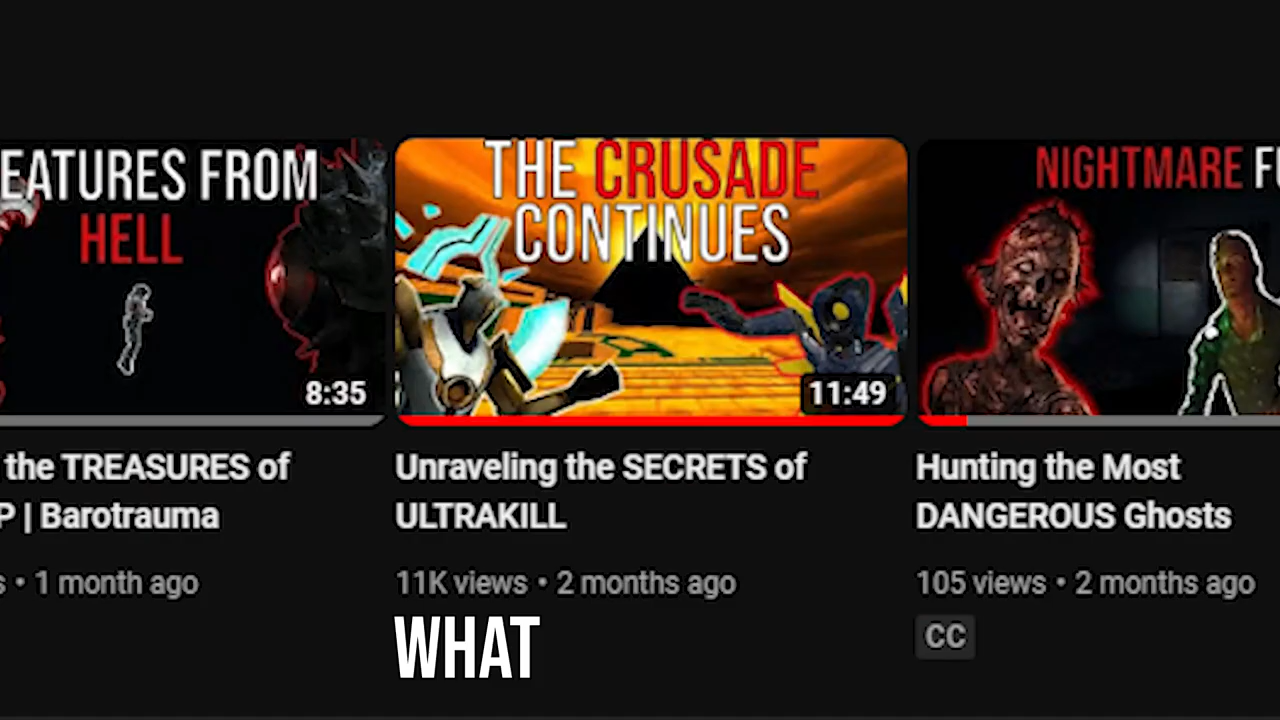 EATURES FROM
HELL
8:35
the TREASURES of
P | Barotrauma
s • 1 month ago
THE CRUSADE
CONTINUES
11:49
Unraveling the SECRETS of
ULTRAKILL
11K views • 2 months ago
WHAT
NIGHTMARE FU
Hunting the Most
DANGEROUS Ghosts
105 views • 2 months ago
CC